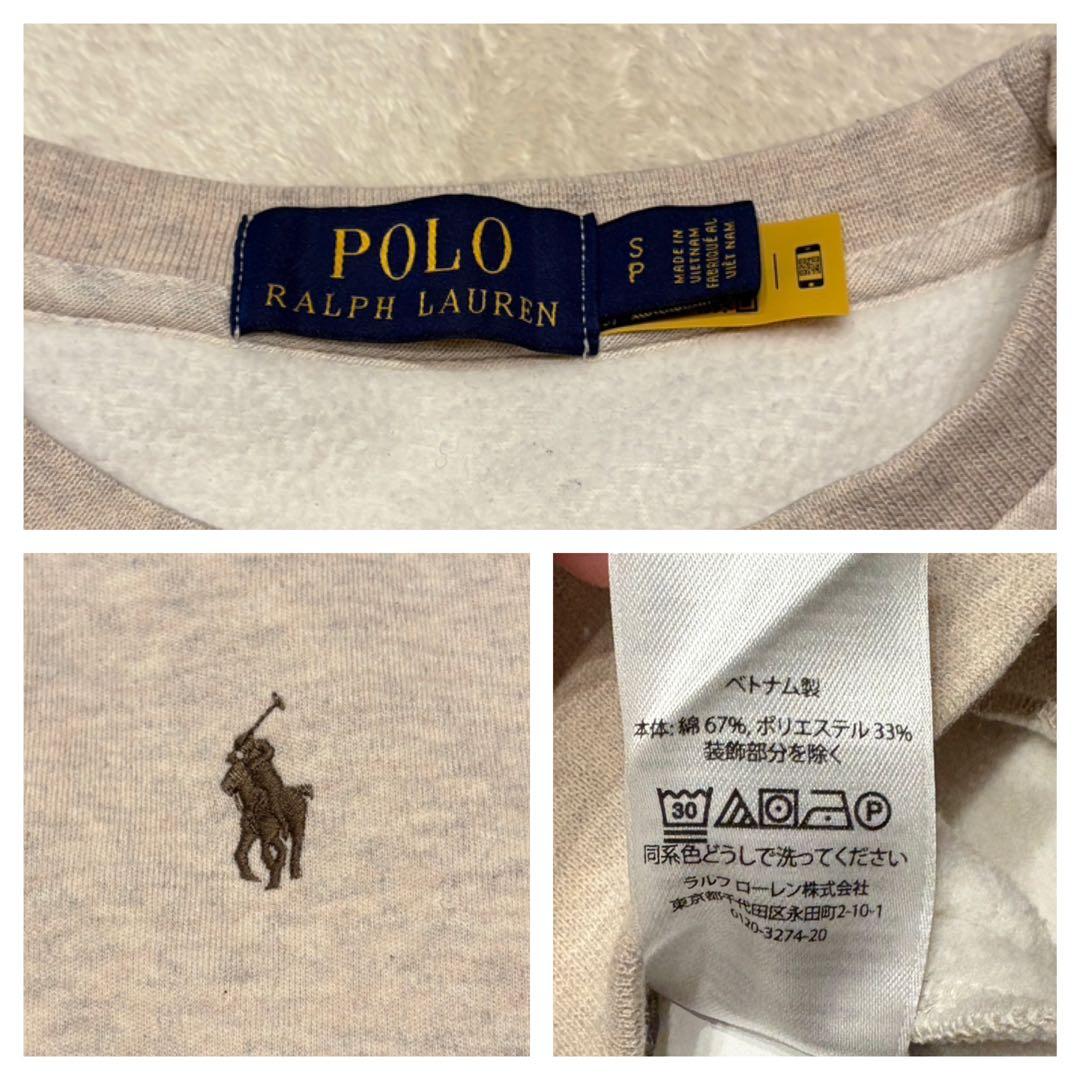 POLO
RALPH LAUREN
S
P
MADE IN
VIETNAM
FABRIQUÉ AU
VIÊT NAM
ベトナム製
本体: 綿 67%, ポリエステル 33%
装飾部分を除く
30
P
同系色どうしで洗ってください
ラルフ ローレン株式会社
東京都千代田区永田町2-10-1
0120-3274-20